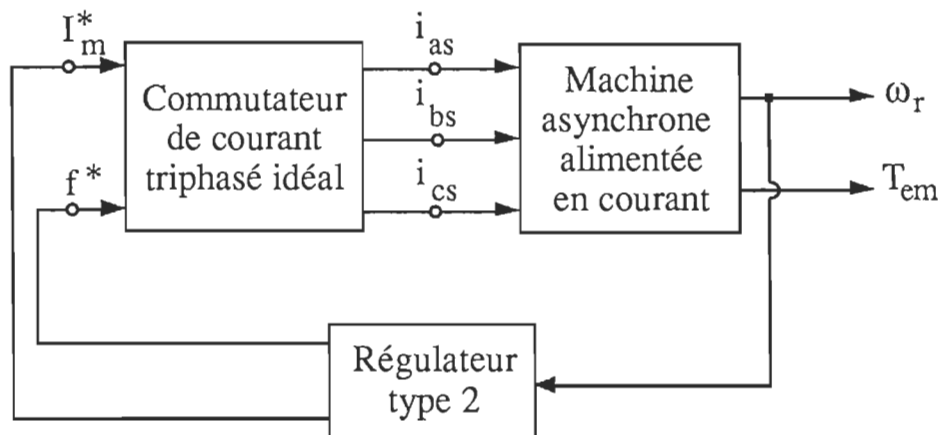 I*m
f*
Commutateur
de courant
triphasé idéal
ias
ibs
ics
Machine
asynchrone
alimentée
en courant
ωr
Tem
Régulateur
type 2